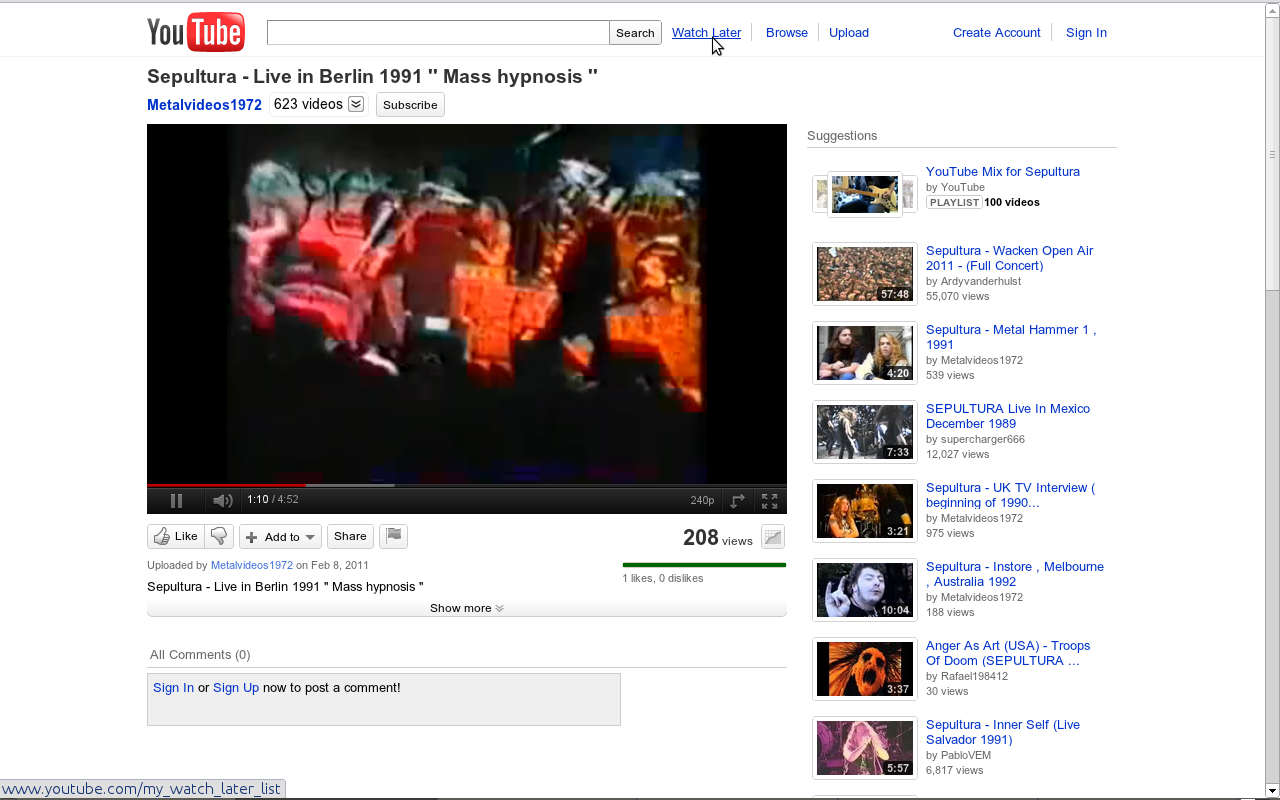 YouTube Search Watch Later Browse Upload Create Account Sign In
Sepultura - Live in Berlin 1991 " Mass hypnosis "
Metalvideos1972 623 videos Subscribe
1:10 / 4:52 240p
Like Add to Share 208 views
Uploaded by Metalvideos1972 on Feb 8, 2011
1 likes, 0 dislikes
Sepultura - Live in Berlin 1991 " Mass hypnosis "
Show more
All Comments (0)
Sign In or Sign Up now to post a comment!
Suggestions
YouTube Mix for Sepultura
by YouTube
PLAYLIST 100 videos
57:48
Sepultura - Wacken Open Air
2011 - (Full Concert)
by Ardyvanderhulst
55,070 views
4:20
Sepultura - Metal Hammer 1 ,
1991
by Metalvideos1972
539 views
7:33
SEPULTURA Live In Mexico
December 1989
by supercharger666
12,027 views
3:21
Sepultura - UK TV Interview (
beginning of 1990...
by Metalvideos1972
975 views
10:04
Sepultura - Instore , Melbourne
, Australia 1992
by Metalvideos1972
188 views
3:37
Anger As Art (USA) - Troops
Of Doom (SEPULTURA ...
by Rafael198412
30 views
5:57
Sepultura - Inner Self (Live
Salvador 1991)
by PabloVEM
6,817 views
www.youtube.com/my_watch_later_list